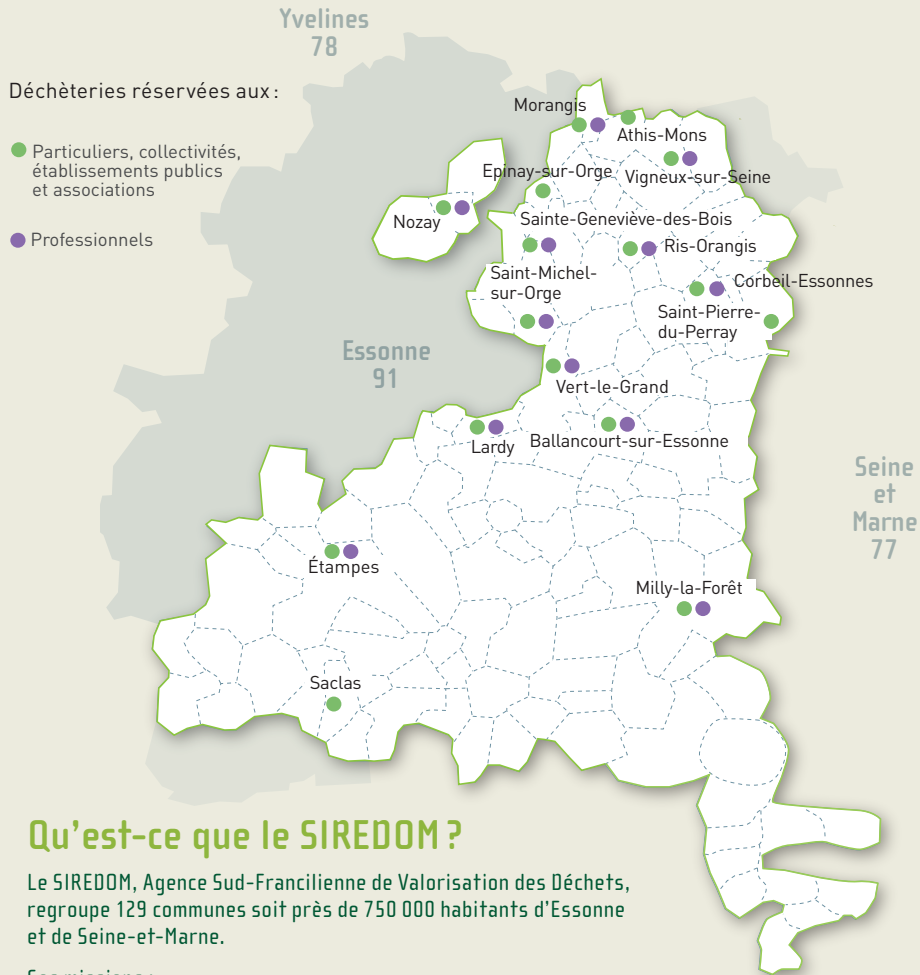 Yvelines
78
Déchèteries réservées aux :
Particuliers, collectivités,
établissements publics
et associations
Professionnels
Morangis
Athis-Mons
Epinay-sur-Orge
Vigneux-sur-Seine
Nozay
Sainte-Geneviève-des-Bois
Ris-Orangis
Saint-Michel-
sur-Orge
Corbeil-Essonnes
Saint-Pierre-
du-Perray
Essonne
91
Vert-le-Grand
Lardy
Ballancourt-sur-Essonne
Seine
et
Marne
77
Étampes
Milly-la-Forêt
Saclas
Qu'est-ce que le SIREDOM ?
Le SIREDOM, Agence Sud-Francilienne de Valorisation des Déchets,
regroupe 129 communes soit près de 750 000 habitants d'Essonne
et de Seine-et-Marne.
Ses missions :